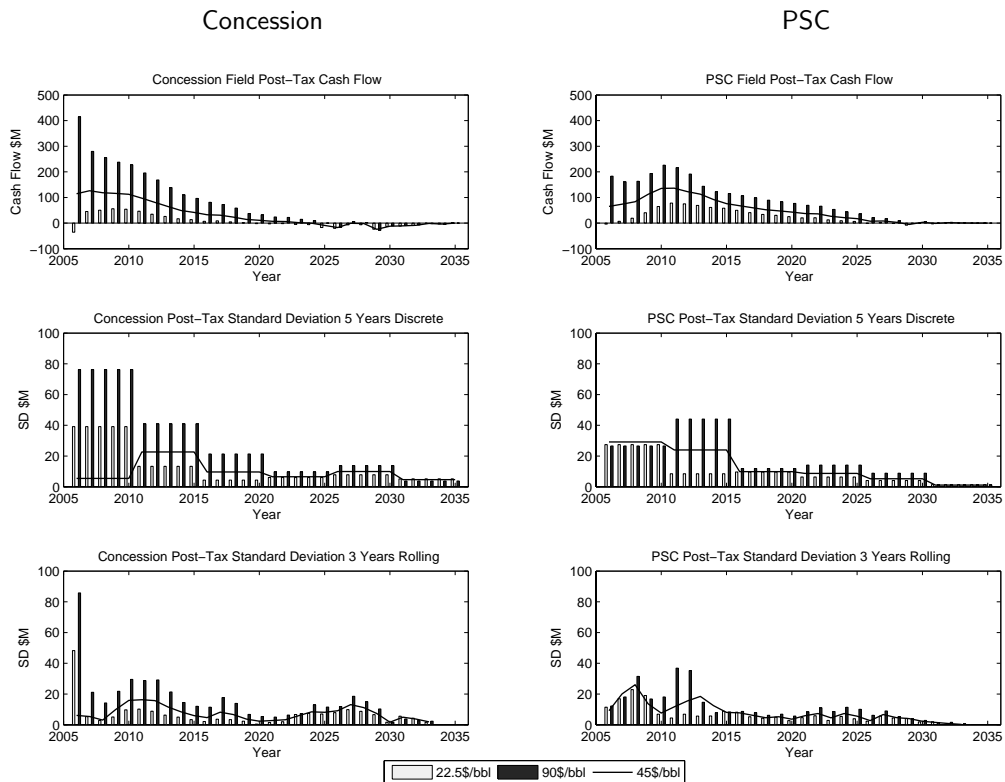 Concession
PSC
Concession Field Post−Tax Cash Flow
500
400
300
200
100
0
−100
Cash Flow $M
2005 2010 2015 2020 2025 2030 2035
Year
PSC Field Post−Tax Cash Flow
500
400
300
200
100
0
−100
Cash Flow $M
2005 2010 2015 2020 2025 2030 2035
Year
Concession Post−Tax Standard Deviation 5 Years Discrete
100
80
60
40
20
0
SD $M
2005 2010 2015 2020 2025 2030 2035
Year
PSC Post−Tax Standard Deviation 5 Years Discrete
100
80
60
40
20
0
SD $M
2005 2010 2015 2020 2025 2030 2035
Year
Concession Post−Tax Standard Deviation 3 Years Rolling
100
80
60
40
20
0
SD $M
2005 2010 2015 2020 2025 2030 2035
Year
PSC Post−Tax Standard Deviation 3 Years Rolling
100
80
60
40
20
0
SD $M
2005 2010 2015 2020 2025 2030 2035
Year
22.5$/bbl 90$/bbl 45$/bbl